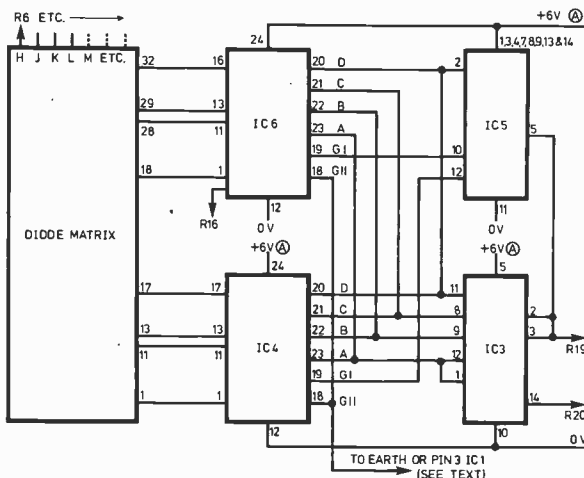 R6 ETC.
+6V Ⓐ
H J K L M ETC.
24
1,3,4,7,8,9,13&14
32 16 20 D 2
21 C
29 13 22 B
IC6
IC5
28 11 23 A 5
19 GI 10
18 1 18 GII 12
12
11
R16
0V
0V
DIODE MATRIX
+6V Ⓐ
+6V Ⓐ
24
5
17 17 20 D 11
21 C 8 2
13 13 22 B 9 3
R19
IC4
IC3
11 11 23 A 12
19 GI 1
1 1 18 GII 14
R20
12
10
0V
TO EARTH OR PIN 3 IC1
(SEE TEXT)